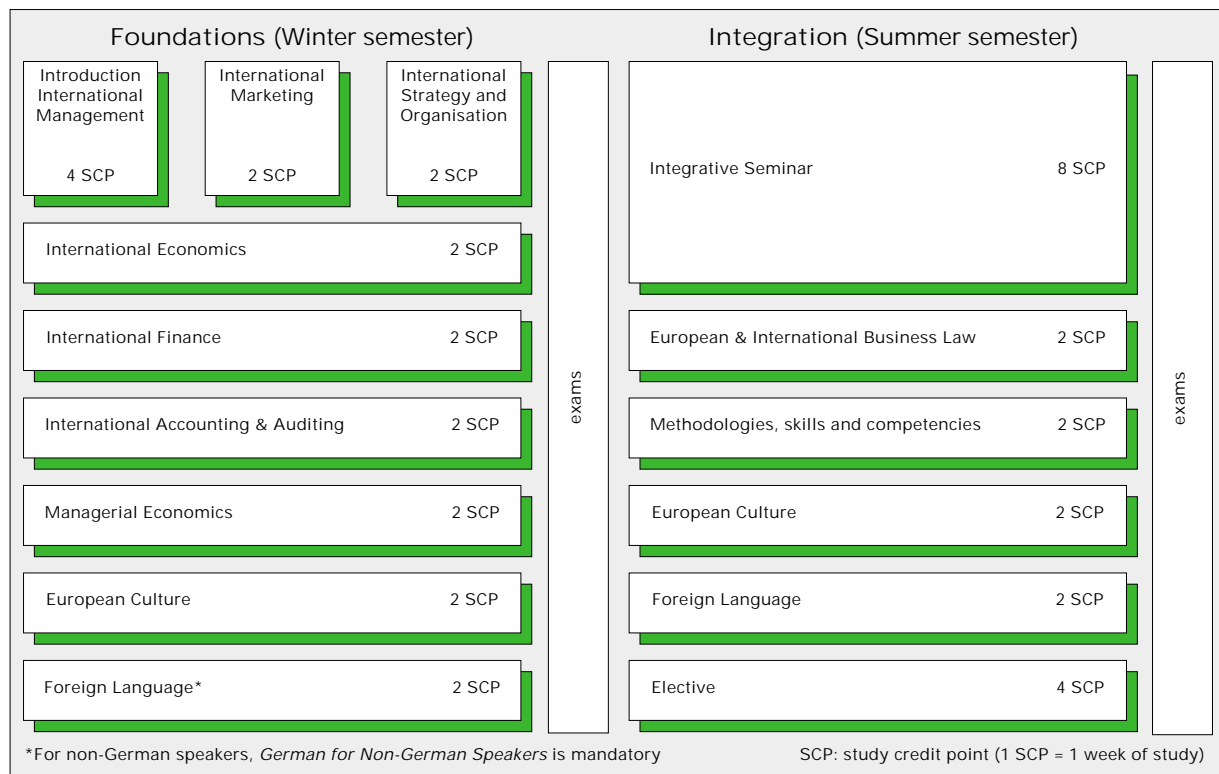 Foundations (Winter semester)
Introduction
International
Management
4 SCP
International
Marketing
2 SCP
International
Strategy and
Organisation
2 SCP
International Economics 2 SCP
International Finance 2 SCP
International Accounting & Auditing 2 SCP
Managerial Economics 2 SCP
European Culture 2 SCP
Foreign Language* 2 SCP
exams
Integration (Summer semester)
Integrative Seminar 8 SCP
European & International Business Law 2 SCP
Methodologies, skills and competencies 2 SCP
European Culture 2 SCP
Foreign Language 2 SCP
Elective 4 SCP
exams
*For non-German speakers, German for Non-German Speakers is mandatory
SCP: study credit point (1 SCP = 1 week of study)